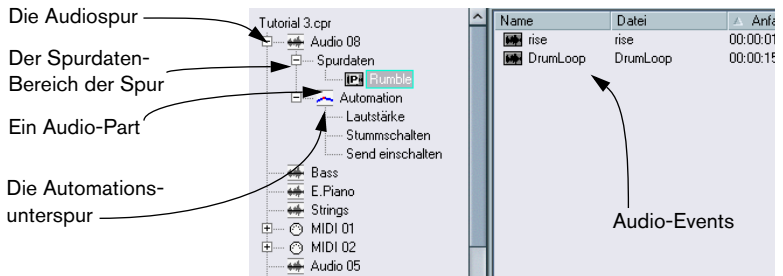 Die Audiospur
Der Spurdaten-
Bereich der Spur
Ein Audio-Part
Die Automations-
unterspur
Tutorial 3.cpr
Audio 08
Spurdaten
Rumble
Automation
Lautstärke
Stummschalten
Send einschalten
Bass
E.Piano
Strings
MIDI 01
MIDI 02
Audio 05
Name Datei Anfa
rise rise 00:00:01
DrumLoop DrumLoop 00:00:15
Audio-Events